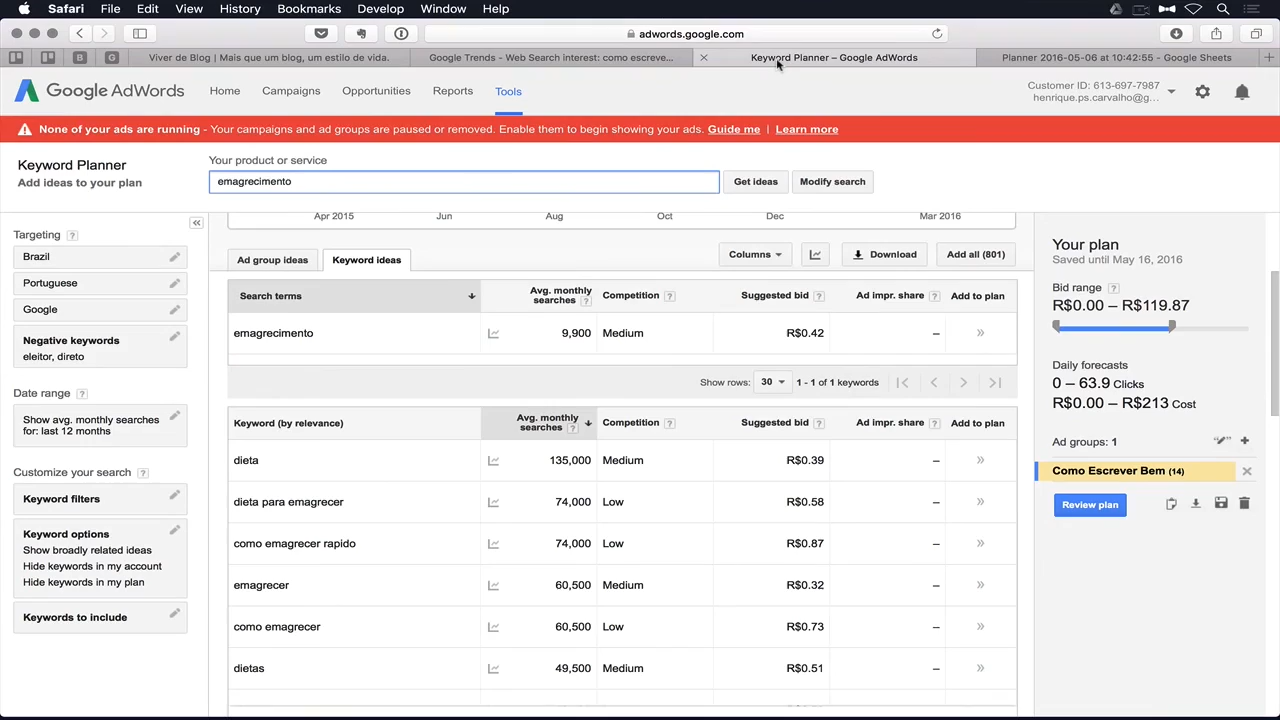 Safari File Edit View History Bookmarks Develop Window Help
adwords.google.com
B G Viver de Blog | Mais que um blog, um estilo de vida. Google Trends - Web Search interest: como escreve... Keyword Planner – Google AdWords Planner 2016-05-06 at 10:42:55 - Google Sheets
Google AdWords Home Campaigns Opportunities Reports Tools
Customer ID: 613-697-7987
henrique.ps.carvalho@g...
None of your ads are running - Your campaigns and ad groups are paused or removed. Enable them to begin showing your ads. Guide me | Learn more
Keyword Planner
Add ideas to your plan
Your product or service
emagrecimento
Get ideas
Modify search
Targeting ?
Brazil
Portuguese
Google
Negative keywords
eleitor, direto
Date range ?
Show avg. monthly searches
for: last 12 months
Customize your search ?
Keyword filters
Keyword options
Show broadly related ideas
Hide keywords in my account
Hide keywords in my plan
Keywords to include
Apr 2015 Jun Aug Oct Dec Mar 2016
Ad group ideas Keyword ideas Columns Download Add all (801)
Search terms Avg. monthly searches ? Competition ? Suggested bid ? Ad impr. share ? Add to plan
emagrecimento 9,900 Medium R$0.42 – »
Show rows: 30 1 - 1 of 1 keywords
Keyword (by relevance) Avg. monthly searches ? Competition ? Suggested bid ? Ad impr. share ? Add to plan
dieta 135,000 Medium R$0.39 – »
dieta para emagrecer 74,000 Low R$0.58 – »
como emagrecer rapido 74,000 Low R$0.87 – »
emagrecer 60,500 Medium R$0.32 – »
como emagrecer 60,500 Low R$0.73 – »
dietas 49,500 Medium R$0.51 – »
Your plan
Saved until May 16, 2016
Bid range ?
R$0.00 – R$119.87
Daily forecasts
0 – 63.9 Clicks
R$0.00 – R$213 Cost
Ad groups: 1
Como Escrever Bem (14)
Review plan